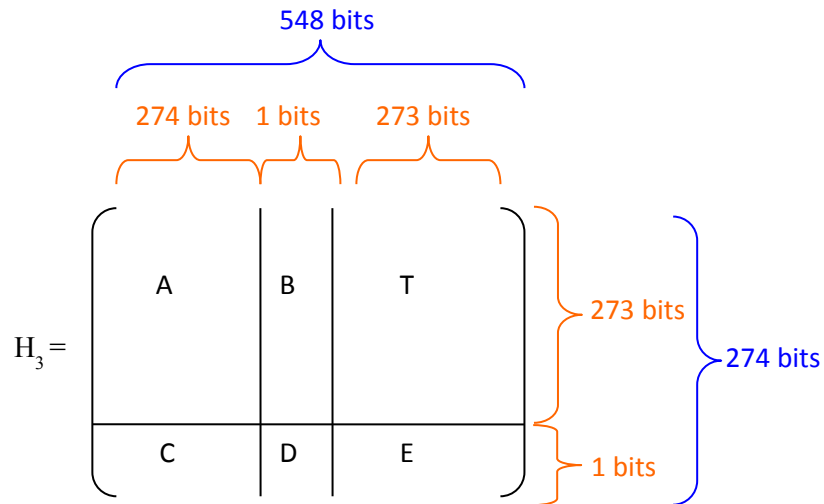 548 bits
274 bits 1 bits 273 bits
A B T
273 bits
H₃ =
274 bits
C D E
1 bits